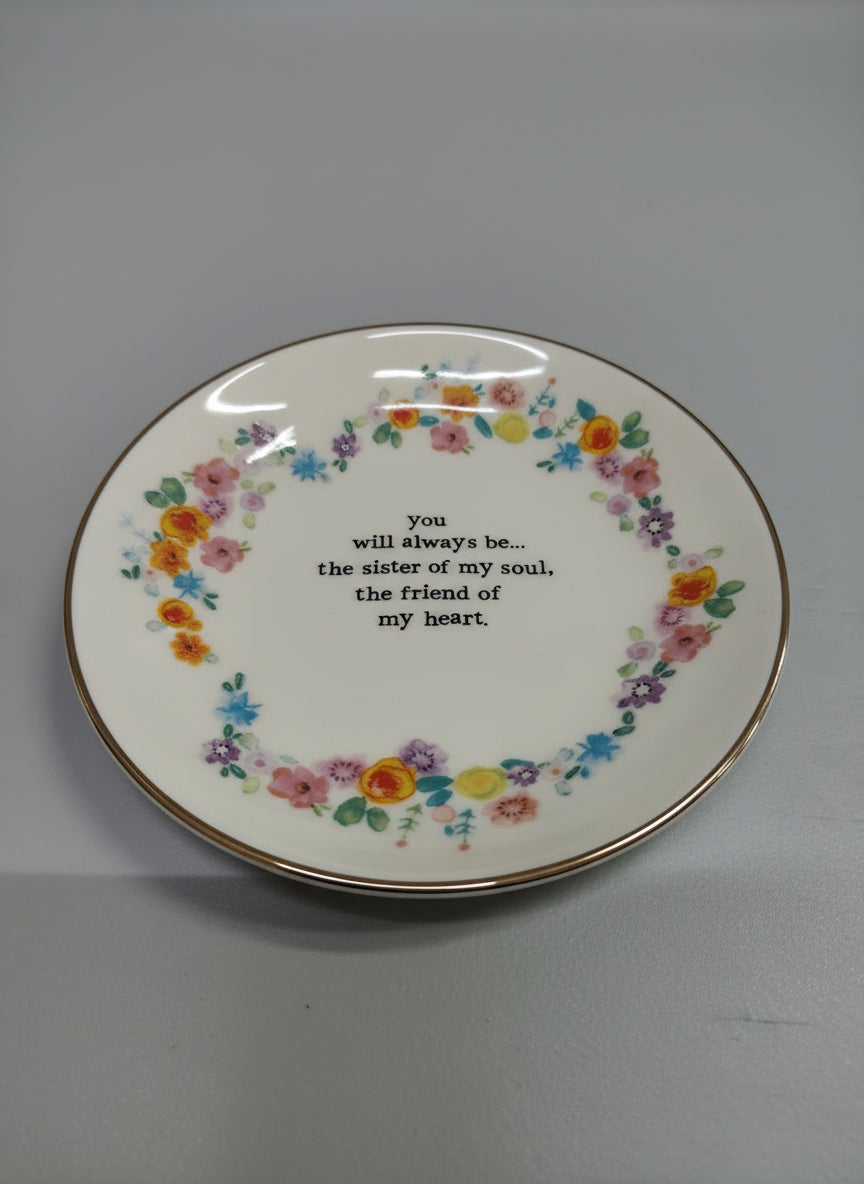 you
will always be...
the sister of my soul,
the friend of
my heart.